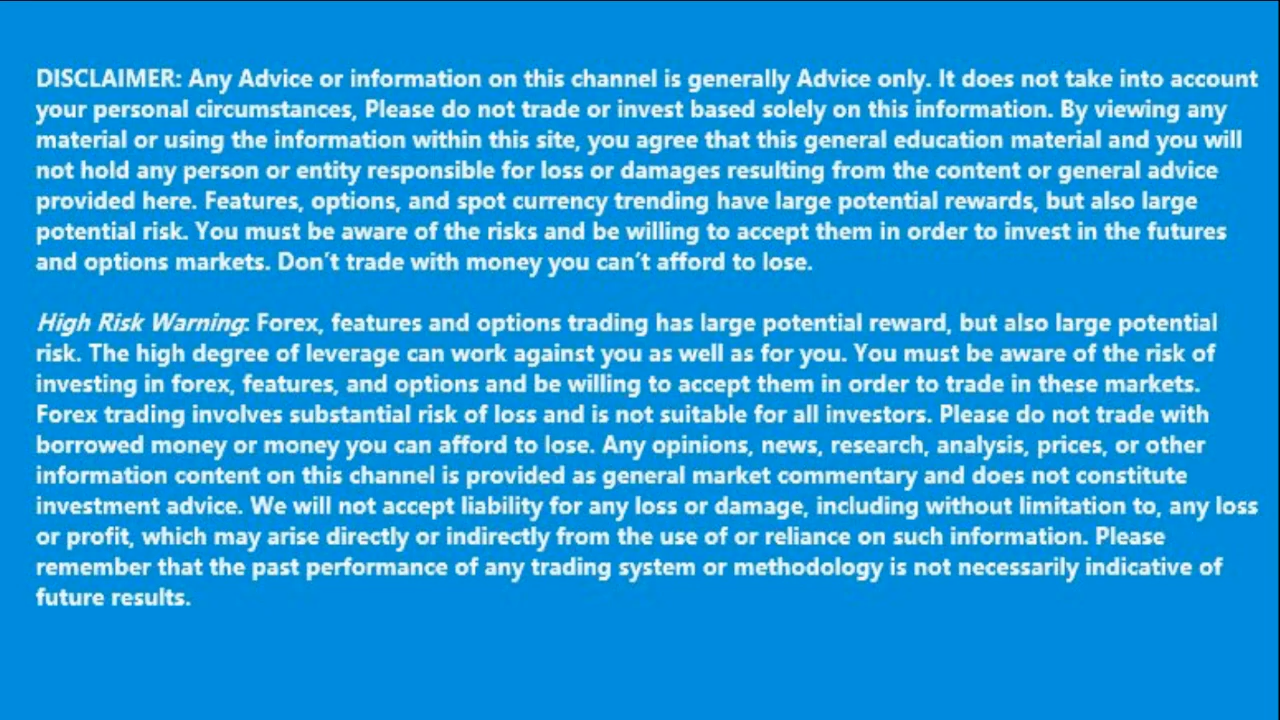 DISCLAIMER: Any Advice or information on this channel is generally Advice only. It does not take into account
your personal circumstances, Please do not trade or invest based solely on this information. By viewing any
material or using the information within this site, you agree that this general education material and you will
not hold any person or entity responsible for loss or damages resulting from the content or general advice
provided here. Features, options, and spot currency trending have large potential rewards, but also large
potential risk. You must be aware of the risks and be willing to accept them in order to invest in the futures
and options markets. Don’t trade with money you can’t afford to lose.
High Risk Warning: Forex, features and options trading has large potential reward, but also large potential
risk. The high degree of leverage can work against you as well as for you. You must be aware of the risk of
investing in forex, features, and options and be willing to accept them in order to trade in these markets.
Forex trading involves substantial risk of loss and is not suitable for all investors. Please do not trade with
borrowed money or money you can afford to lose. Any opinions, news, research, analysis, prices, or other
information content on this channel is provided as general market commentary and does not constitute
investment advice. We will not accept liability for any loss or damage, including without limitation to, any loss
or profit, which may arise directly or indirectly from the use of or reliance on such information. Please
remember that the past performance of any trading system or methodology is not necessarily indicative of
future results.